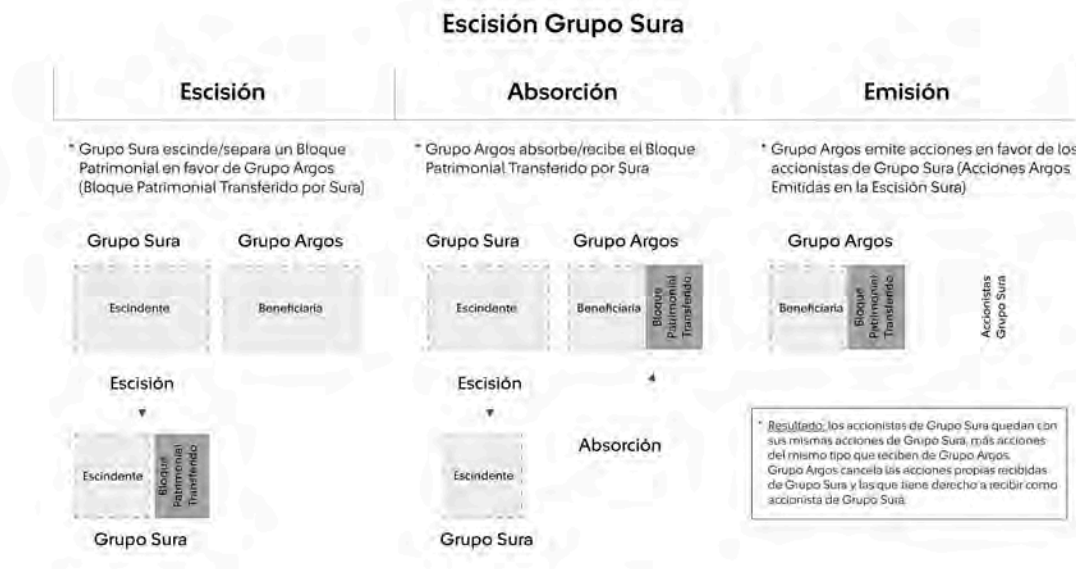 Escisión Grupo Sura
Escisión
* Grupo Sura escinde/separa un Bloque
Patrimonial en favor de Grupo Argos
(Bloque Patrimonial Transferido por Sura)
Grupo Sura
Grupo Argos
Escindente
Beneficiaria
Escisión
Escindente
Bloque
Patrimonial
Transferido
Grupo Sura
Absorción
* Grupo Argos absorbe/recibe el Bloque
Patrimonial Transferido por Sura
Grupo Sura
Grupo Argos
Escindente
Beneficiaria
Bloque
Patrimonial
Transferido
Escisión
Absorción
Escindente
Grupo Sura
Emisión
* Grupo Argos emite acciones en favor de los
accionistas de Grupo Sura (Acciones Argos
Emitidas en la Escisión Sura)
Grupo Argos
Beneficiaria
Bloque
Patrimonial
Transferido
Accionistas
Grupo Sura
* Resultado: los accionistas de Grupo Sura quedan con
sus mismas acciones de Grupo Sura, más acciones
del mismo tipo que reciben de Grupo Argos.
Grupo Argos cancela las acciones propias recibidas
de Grupo Sura y las que tiene derecho a recibir como
accionista de Grupo Sura.